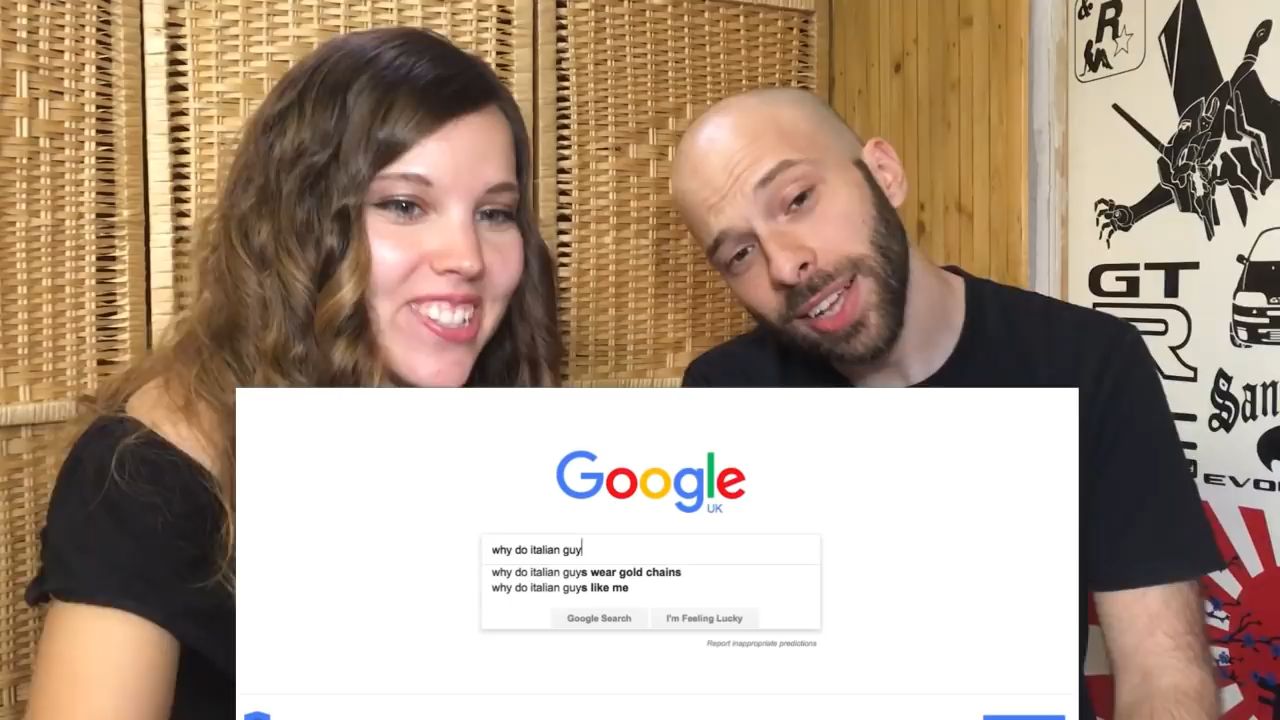 & R
GT
R
San
EVO
Google
UK
why do italian guy
why do italian guys wear gold chains
why do italian guys like me
Google Search
I'm Feeling Lucky
Report inappropriate predictions